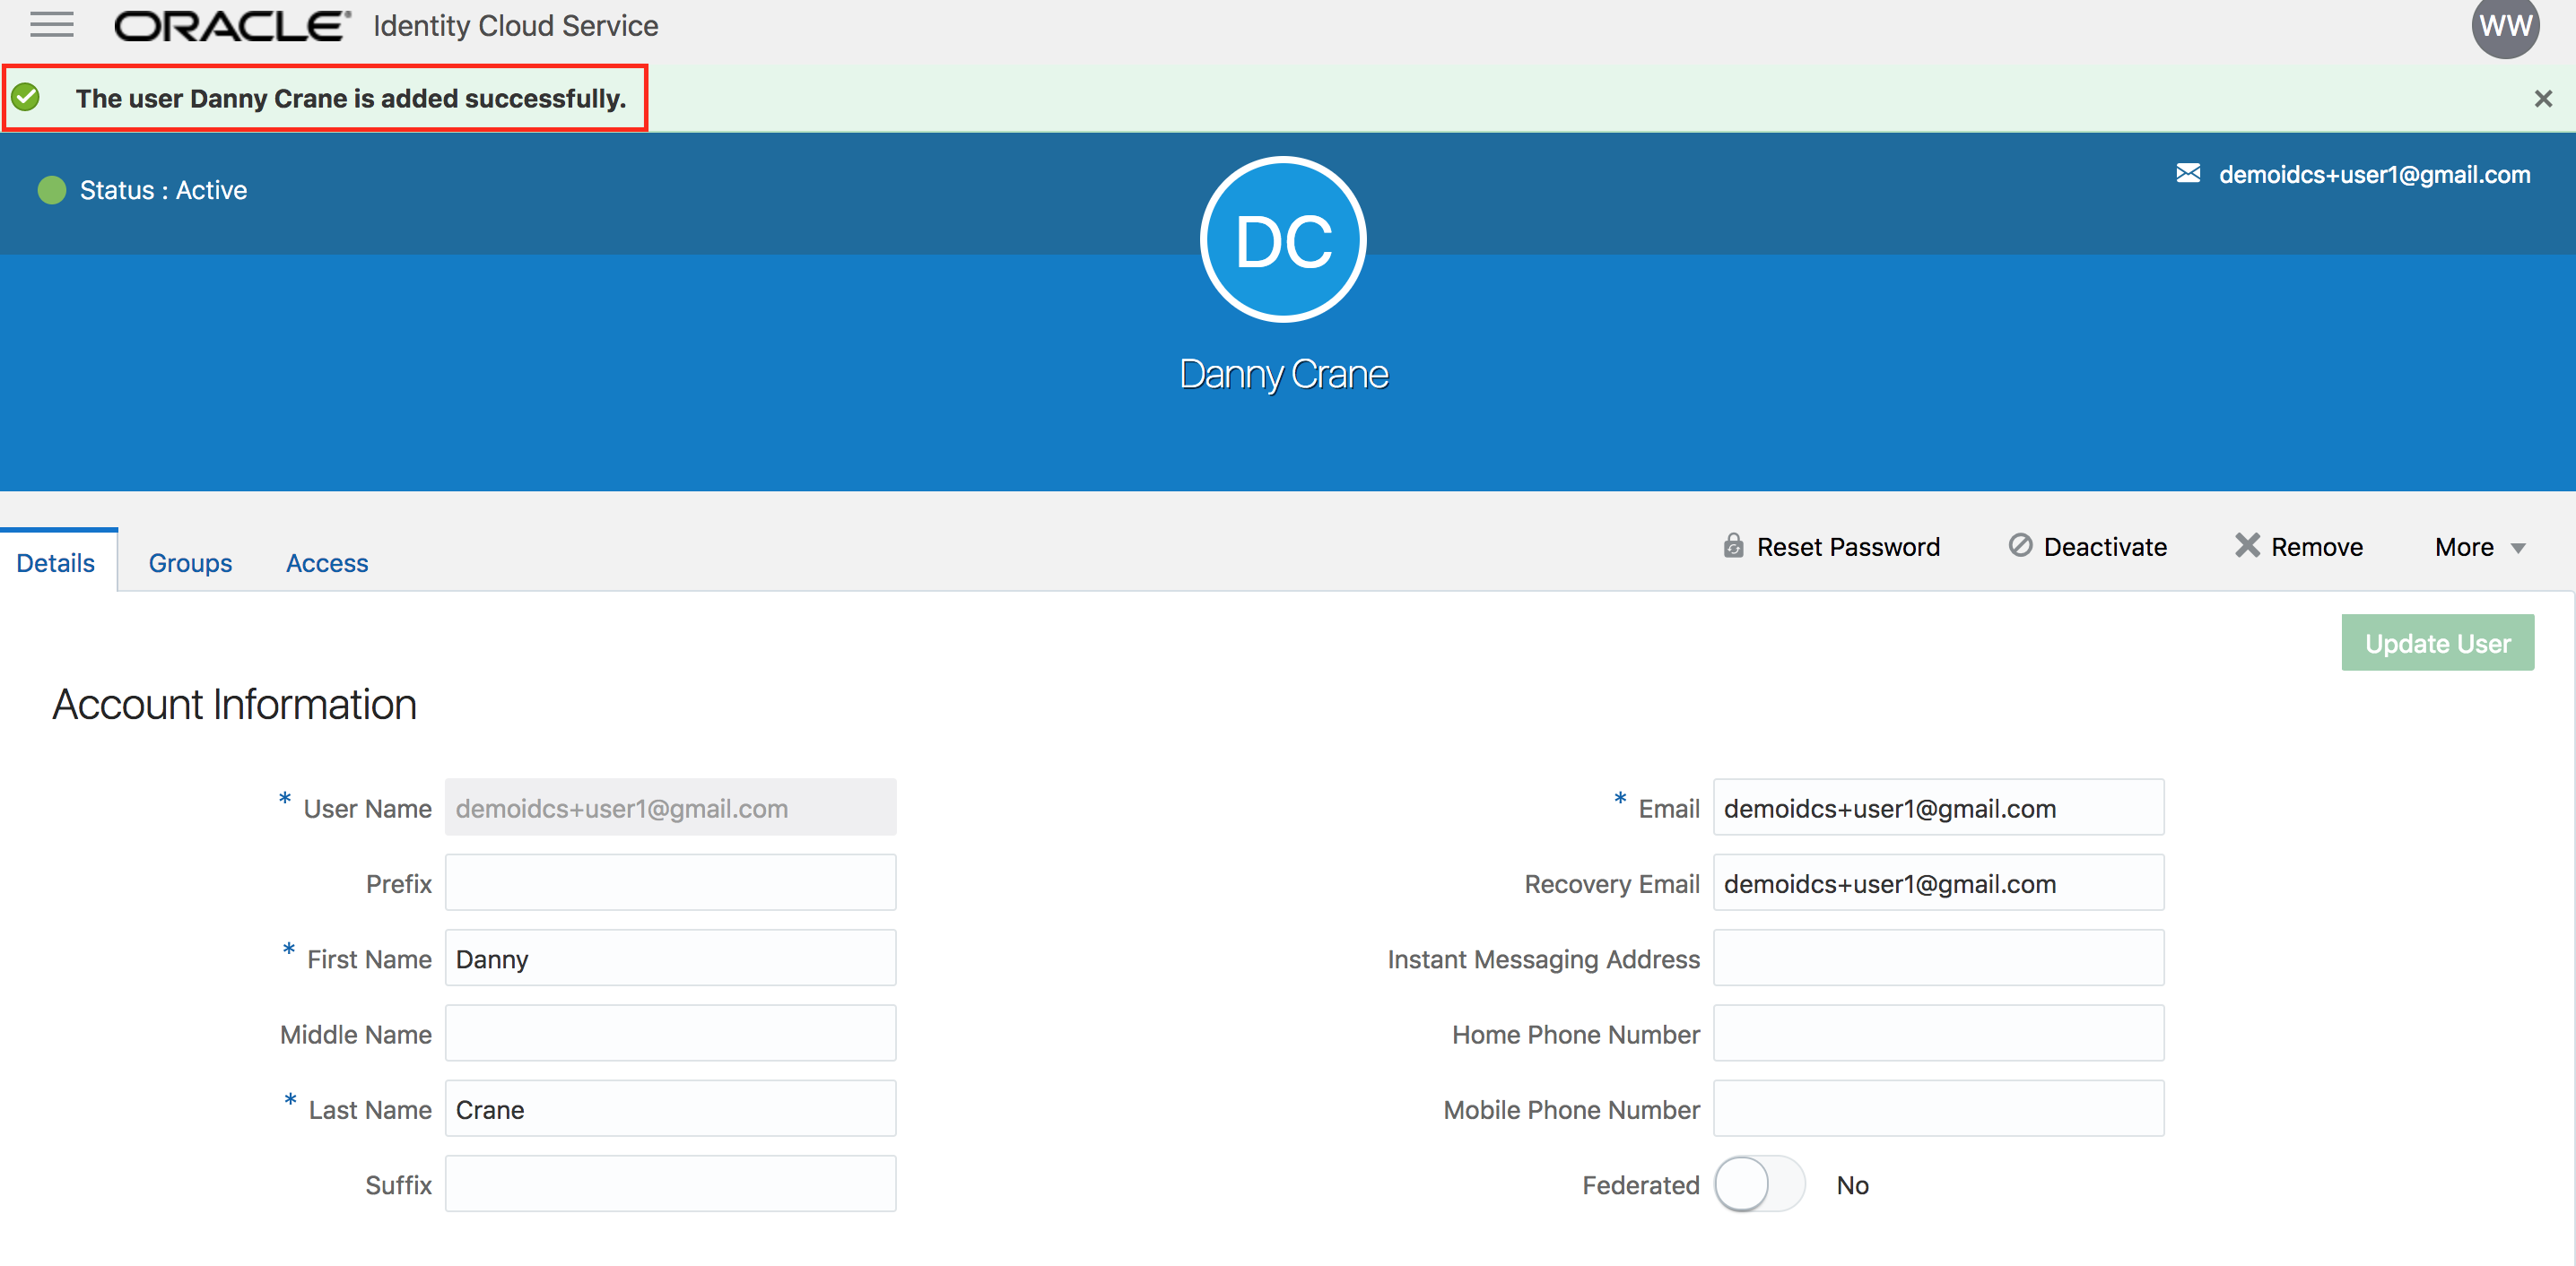 ORACLE® Identity Cloud Service
WW
The user Danny Crane is added successfully.
Status : Active
demoidcs+user1@gmail.com
DC
Danny Crane
Details Groups Access
Reset Password Deactivate Remove More
Update User
Account Information
* User Name demoidcs+user1@gmail.com
Prefix
* First Name Danny
Middle Name
* Last Name Crane
Suffix
* Email demoidcs+user1@gmail.com
Recovery Email demoidcs+user1@gmail.com
Instant Messaging Address
Home Phone Number
Mobile Phone Number
Federated No